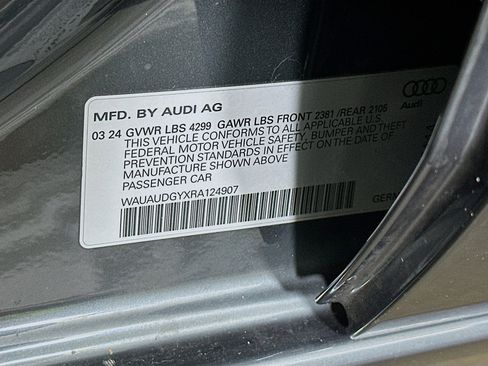 MFD. BY AUDI AG
Audi
03 24 GVWR LBS 4299 GAWR LBS FRONT 2381 /REAR 2105
THIS VEHICLE CONFORMS TO ALL APPLICABLE U.S.
FEDERAL MOTOR VEHICLE SAFETY, BUMPER AND THEFT
PREVENTION STANDARDS IN EFFECT ON THE DATE OF
MANUFACTURE SHOWN ABOVE
PASSENGER CAR
WAUAUDGYXRA124907